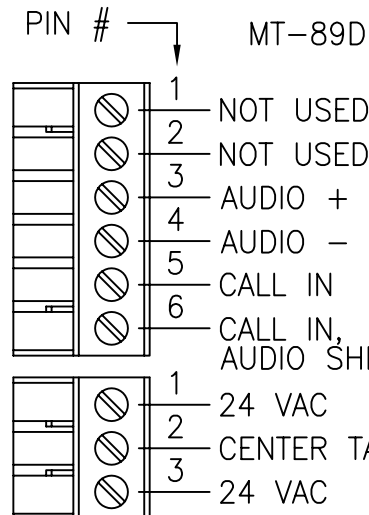 PIN # MT-89D
1 NOT USED
2 NOT USED
3 AUDIO +
4 AUDIO -
5 CALL IN
6 CALL IN,
AUDIO
1 24 VAC
2 CENTER
3 24 VAC